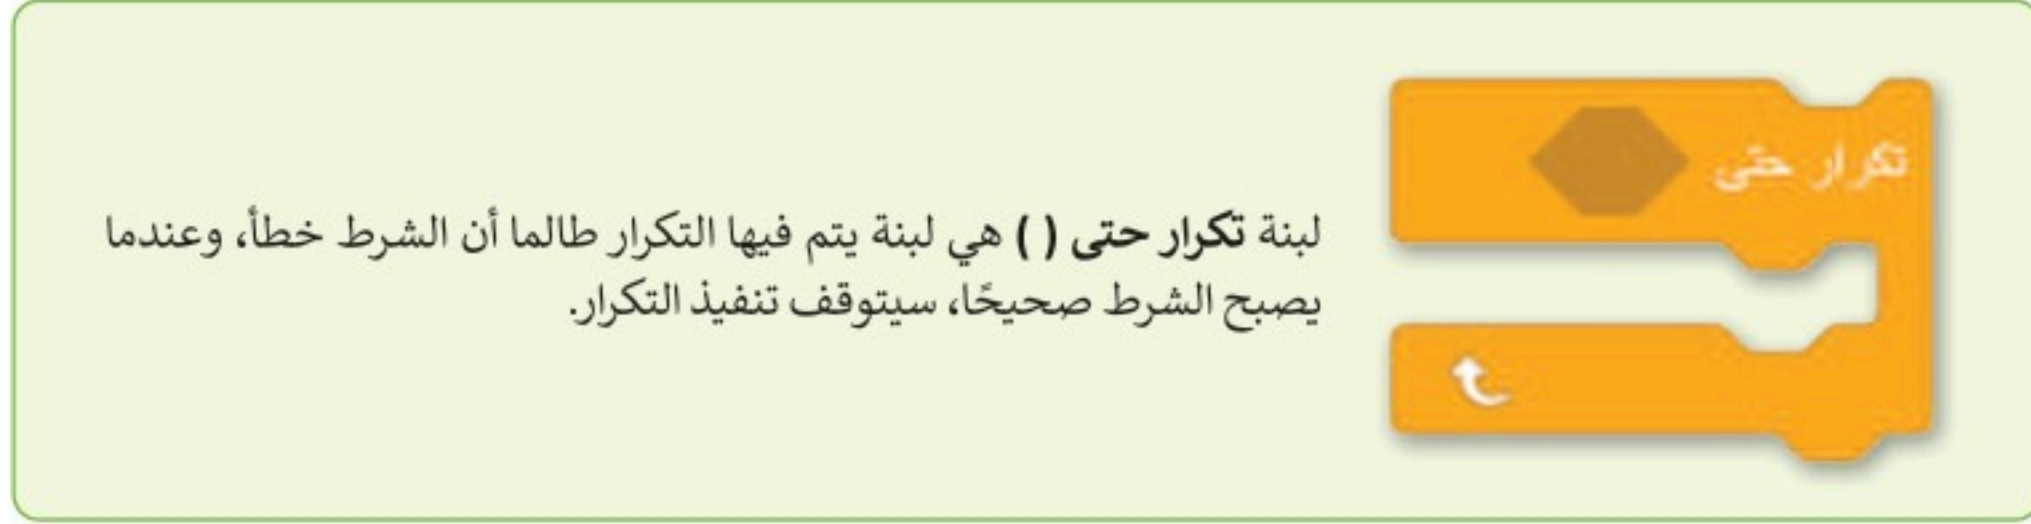 تكرار حتى
لبنة تكرار حتى ( ) هي لبنة يتم فيها التكرار طالما أن الشرط خطأ، وعندما
يصبح الشرط صحيحًا، سيتوقف تنفيذ التكرار.